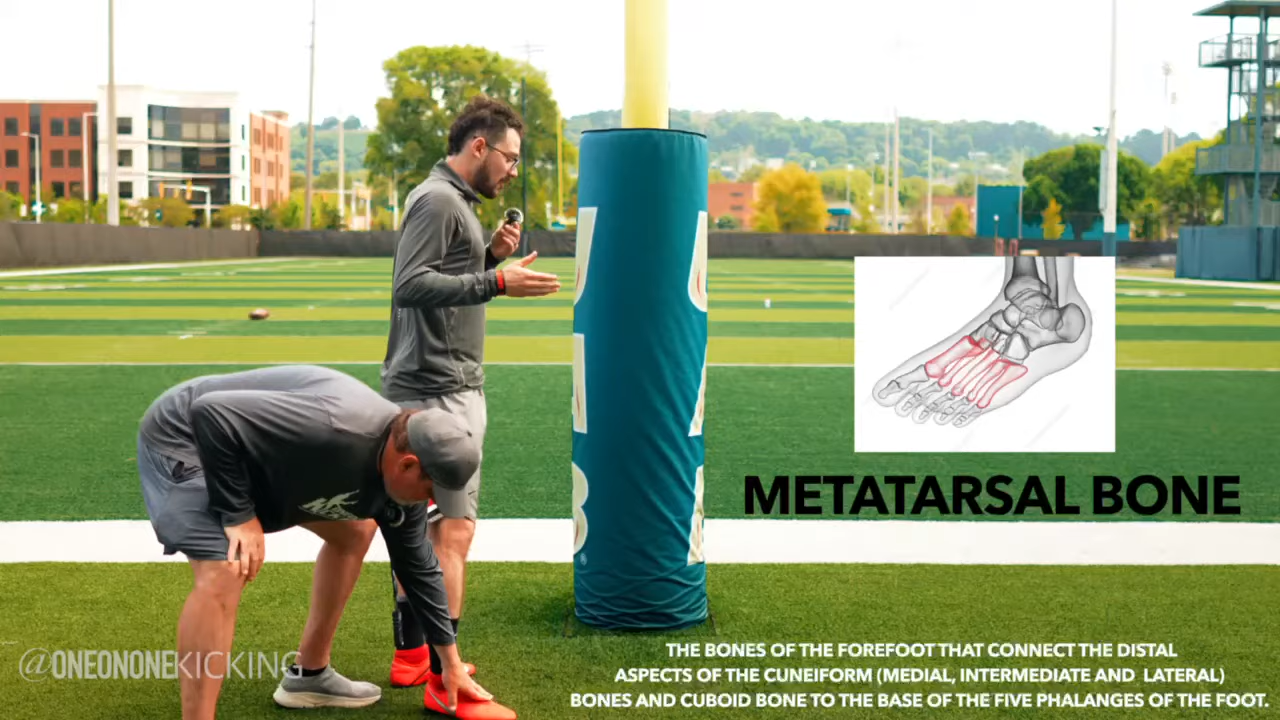 METATARSAL BONE
THE BONES OF THE FOREFOOT THAT CONNECT THE DISTAL
ASPECTS OF THE CUNEIFORM (MEDIAL, INTERMEDIATE AND LATERAL)
BONES AND CUBOID BONE TO THE BASE OF THE FIVE PHALANGES OF THE FOOT.
@ONEONONEKICKING